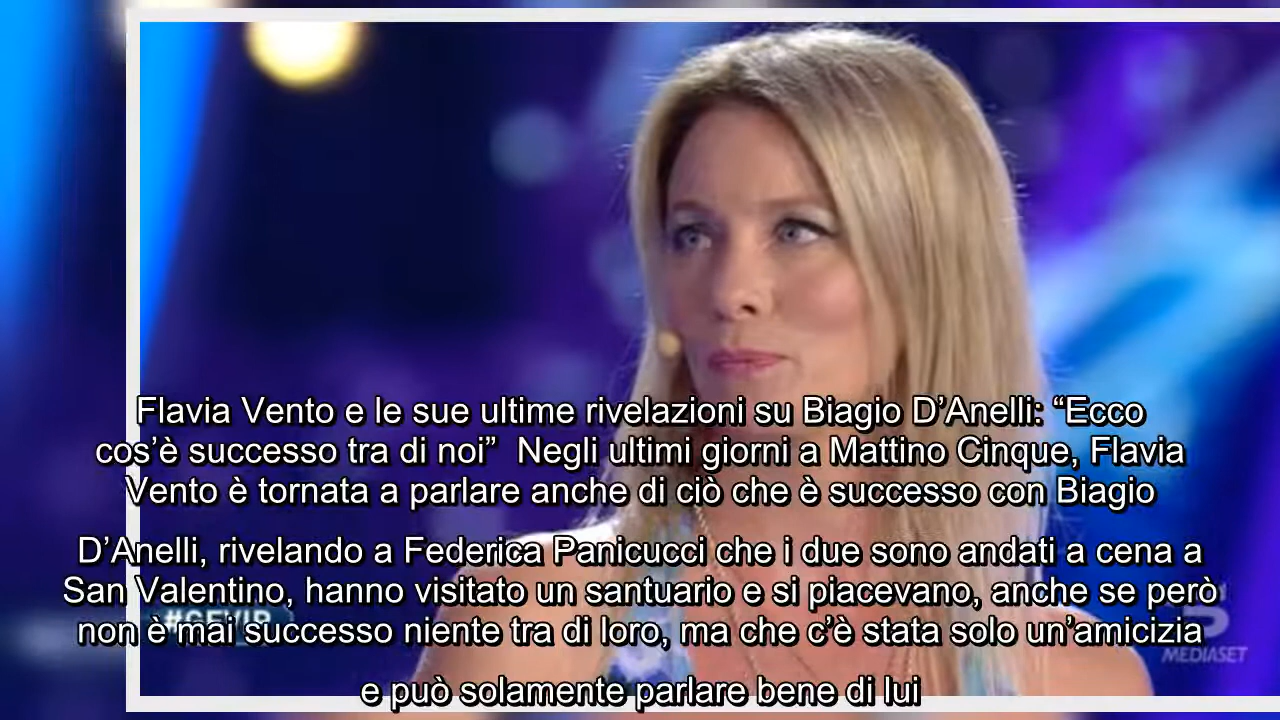 Flavia Vento e le sue ultime rivelazioni su Biagio D’Anelli: “Ecco
cos’è successo tra di noi”  Negli ultimi giorni a Mattino Cinque, Flavia
Vento è tornata a parlare anche di ciò che è successo con Biagio
D’Anelli, rivelando a Federica Panicucci che i due sono andati a cena a
San Valentino, hanno visitato un santuario e si piacevano, anche se però
non è mai successo niente tra di loro, ma che c’è stata solo un’amicizia
e può solamente parlare bene di lui
#GFVIP
5
MEDIASET